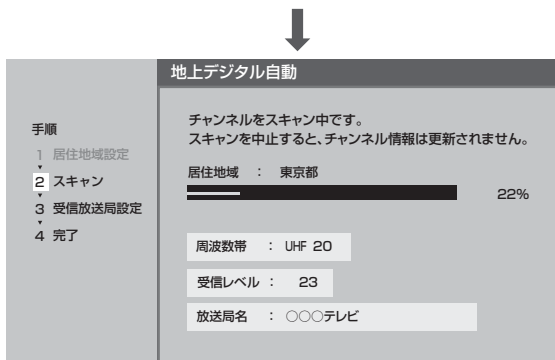 地上デジタル自動
手順
1 居住地域設定
2 スキャン
3 受信放送局設定
4 完了
チャンネルをスキャン中です。
スキャンを中止すると、チャンネル情報は更新されません。
居住地域 : 東京都
22%
周波数帯 : UHF 20
受信レベル : 23
放送局名 : ○○○テレビ